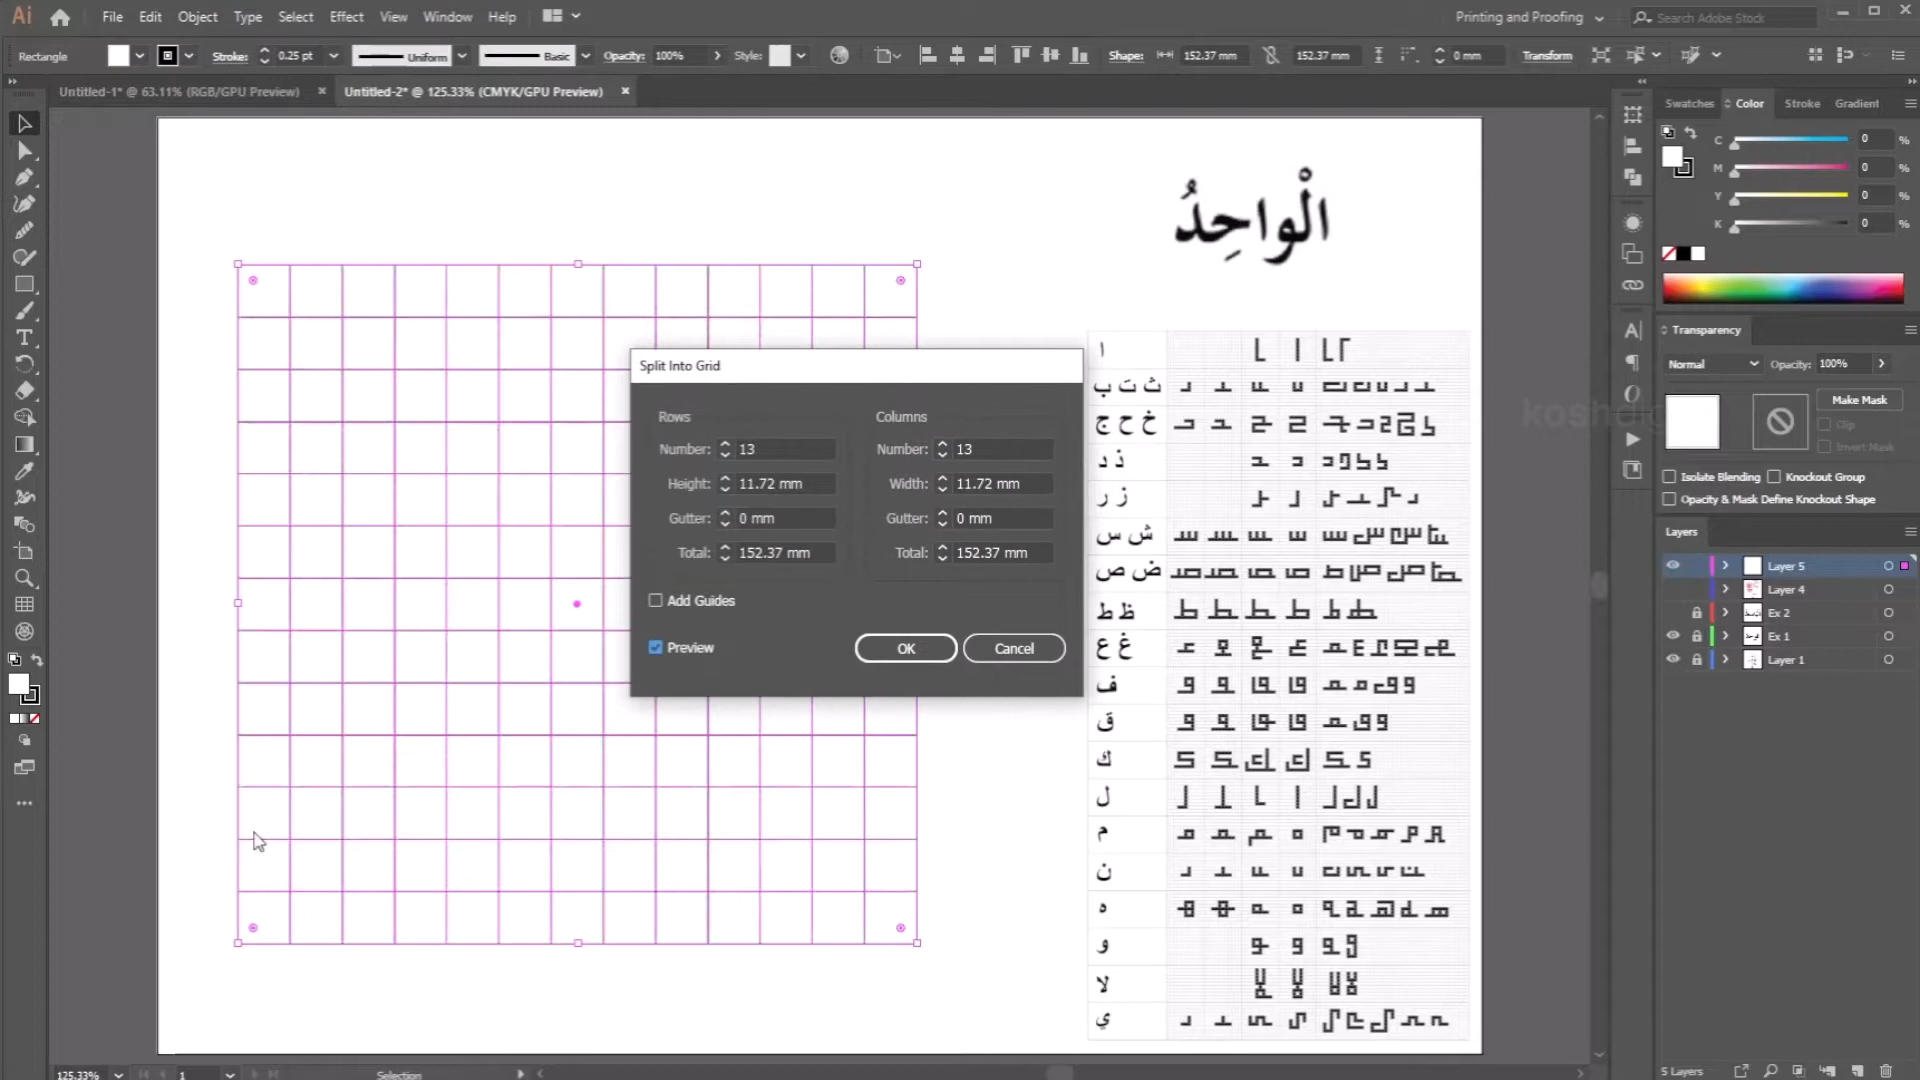 Ai File Edit Object Type Select Effect View Window Help Printing and Proofing Search Adobe Stock
Rectangle Stroke: 0.25 pt Uniform Basic Opacity: 100% Style: Shape: 152.37 mm 152.37 mm 0 mm Transform
Untitled-1* @ 63.11% (RGB/GPU Preview) × Untitled-2* @ 125.33% (CMYK/GPU Preview) ×
Swatches Color Stroke Gradient
C 0 %
M 0 %
Y 0 %
K 0 %
الْواحِدُ
Transparency
Normal Opacity: 100%
Make Mask
Clip
Invert Mask
Isolate Blending Knockout Group
Opacity & Mask Define Knockout Shape
Layers
Layer 5
Layer 4
Ex 2
Ex 1
Layer 1
5 Layers
Split Into Grid
Rows Columns
Number: 13 Number: 13
Height: 11.72 mm Width: 11.72 mm
Gutter: 0 mm Gutter: 0 mm
Total: 152.37 mm Total: 152.37 mm
Add Guides
Preview OK Cancel
ا
ب ت ث
ج ح خ
د ذ
ر ز
س ش
ص ض
ط ظ
ع غ
ف
ق
ك
ل
م
ن
ه
و
لا
ي
125.33% 1 Selection